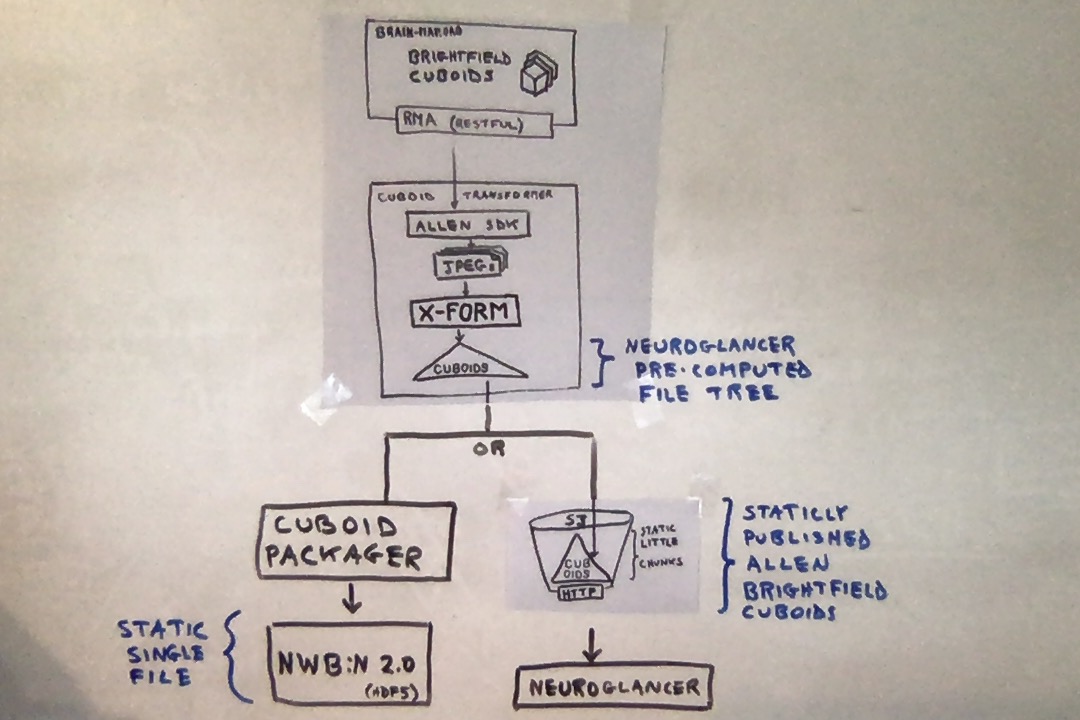 BRAIN-MAP.ORG
BRIGHTFIELD
CUBOIDS
RMA (RESTFUL)
CUBOID TRANSFORMER
ALLEN SDK
JPEGs
X-FORM
CUBOIDS
NEUROGLANCER
PRE-COMPUTED
FILE TREE
OR
CUBOID
PACKAGER
S3
CUB
OIDS
HTTP
STATIC
LITTLE
CHUNKS
STATICLY
PUBLISHED
ALLEN
BRIGHTFIELD
CUBOIDS
STATIC
SINGLE
FILE
NWB:N 2.0
(HDF5)
NEUROGLANCER